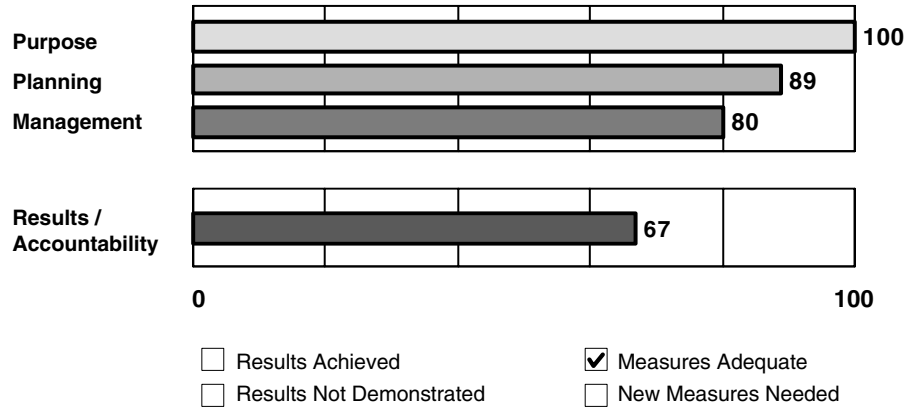 Purpose 100
Planning 89
Management 80
Results /
Accountability 67
0 100
Results Achieved Measures Adequate
Results Not Demonstrated New Measures Needed